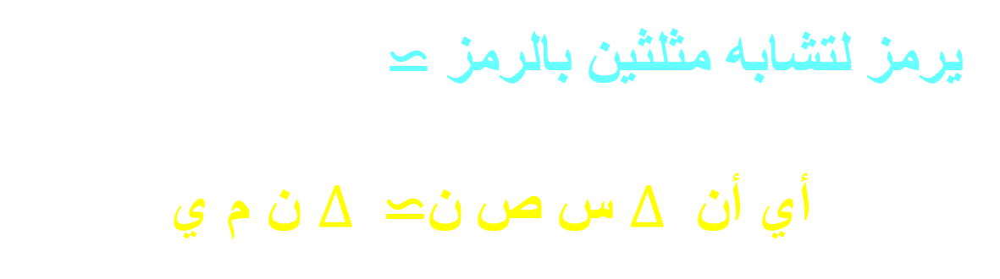 يرمز لتشابه مثلثين بالرمز ≃
أي أن Δ س ص ن≃ Δ ن م ي